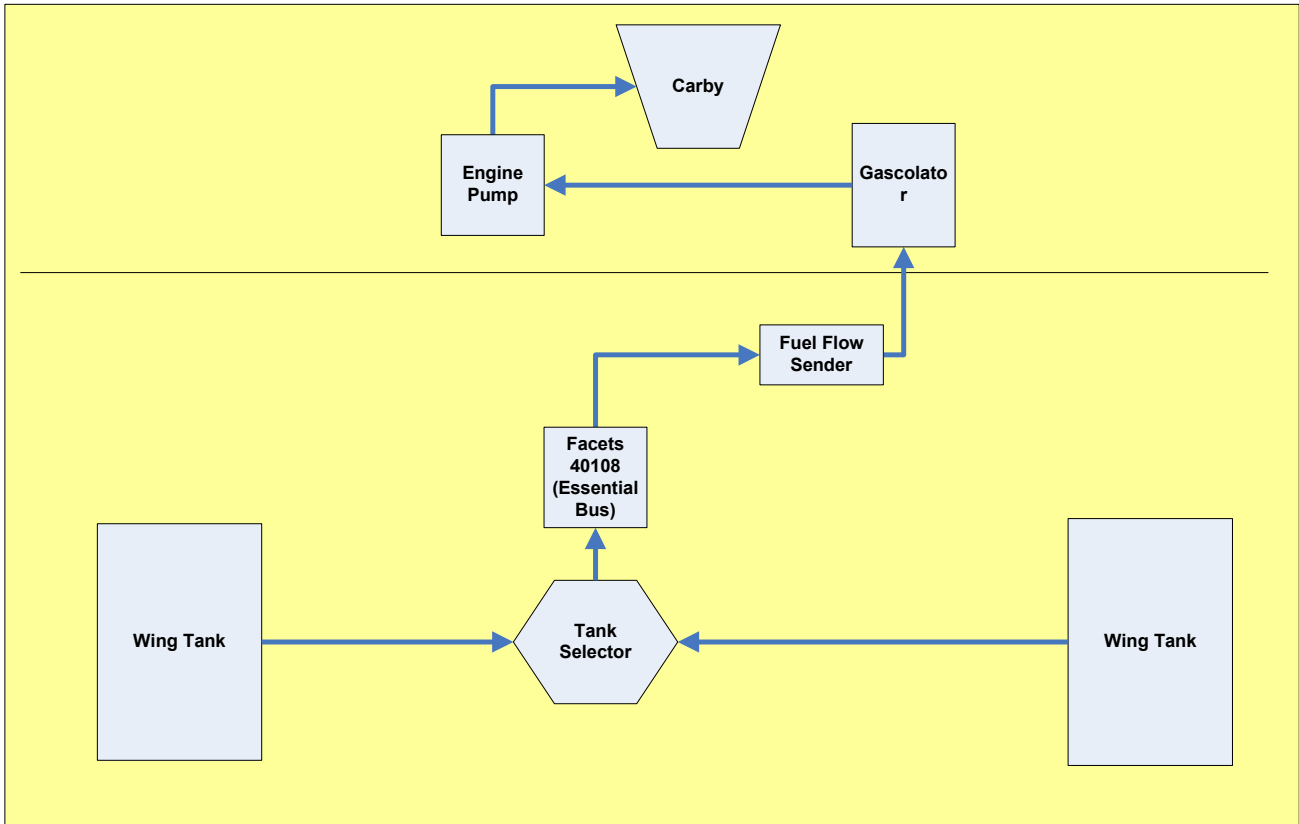 Carby
Engine
Pump
Gascolato
r
Fuel Flow
Sender
Facets
40108
(Essential
Bus)
Wing Tank
Tank
Selector
Wing Tank